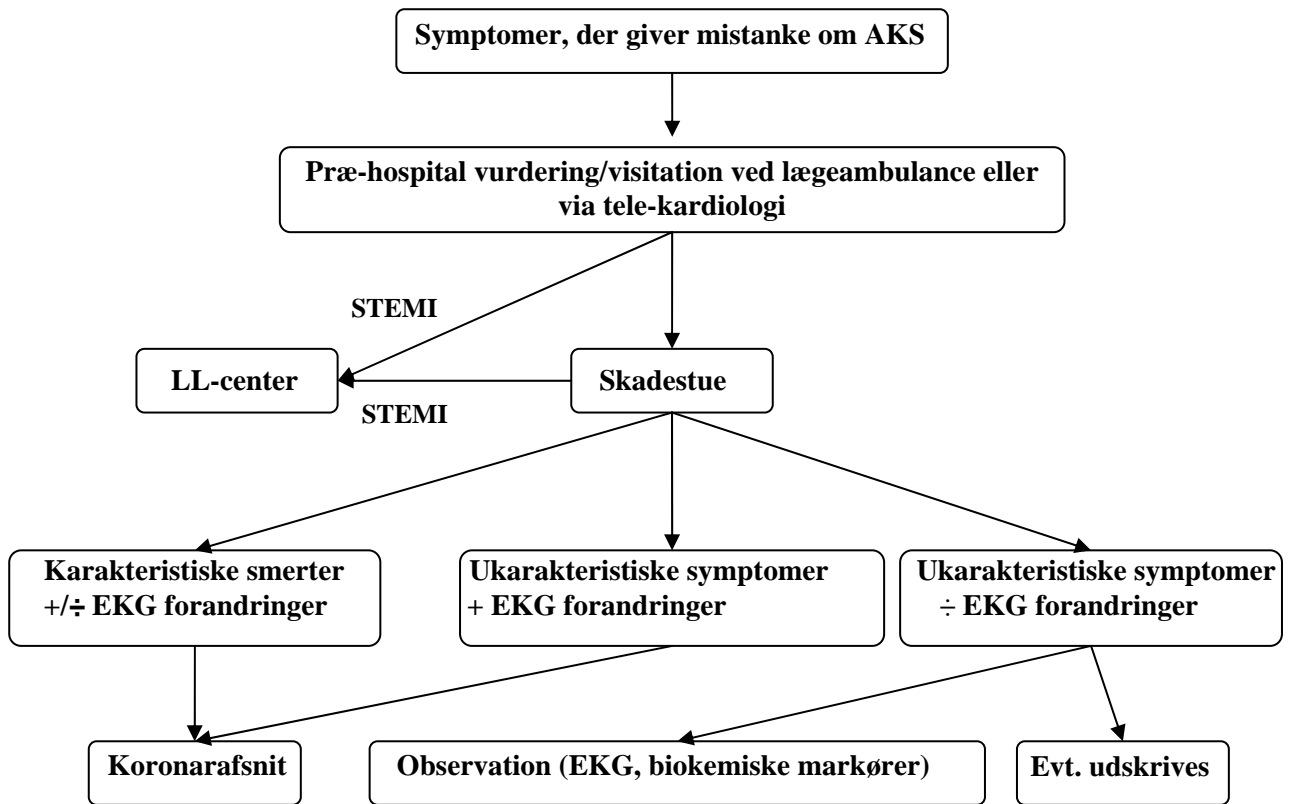 Symptomer, der giver mistanke om AKS
Præ-hospital vurdering/visitation ved lægeambulance eller
via tele-kardiologi
STEMI
LL-center
Skadestue
STEMI
Karakteristiske smerter
+/÷ EKG forandringer
Ukarakteristiske symptomer
+ EKG forandringer
Ukarakteristiske symptomer
÷ EKG forandringer
Koronarafsnit
Observation (EKG, biokemiske markører)
Evt. udskrives